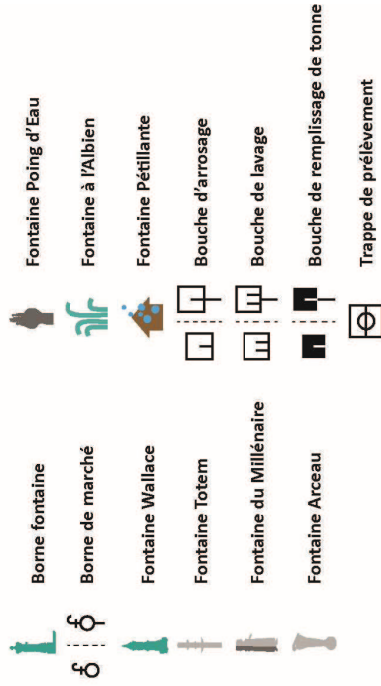 Borne fontaine
Borne de marché
Fontaine Wallace
Fontaine Totem
Fontaine du Millénaire
Fontaine Arceau
Fontaine Poing d'Eau
Fontaine à l'Albien
Fontaine Pétillante
Bouche d'arrosage
Bouche de lavage
Bouche de remplissage de tonne
Trappe de prélèvement